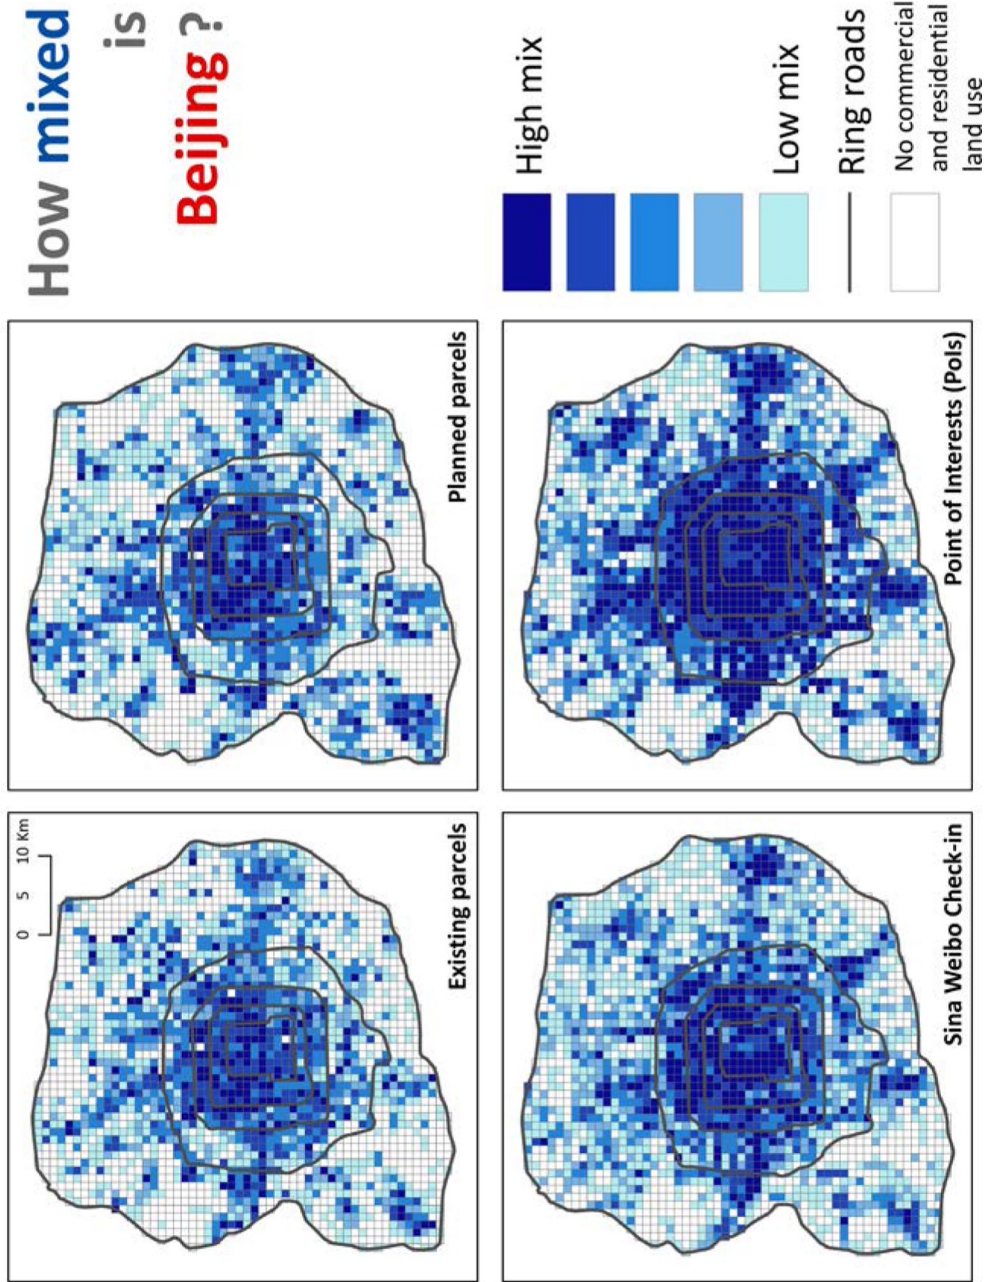 How mixed
is
Beijing ?
0 5 10 Km
Existing parcels
Planned parcels
Sina Weibo Check-in
Point of Interests (PoIs)
High mix
Low mix
Ring roads
No commercial
and residential
land use